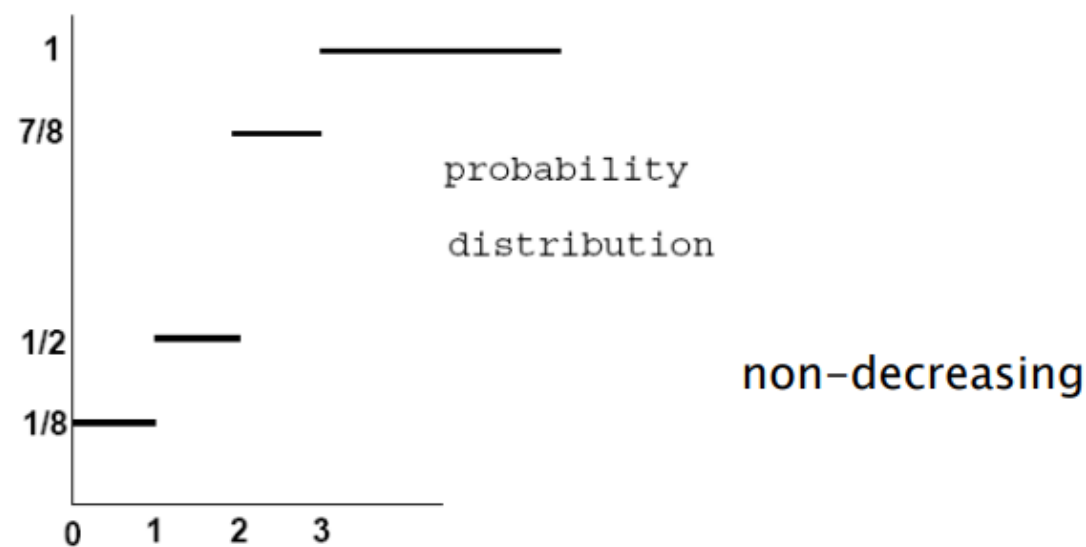 1
7/8
probability
distribution
1/2
non-decreasing
1/8
0 1 2 3